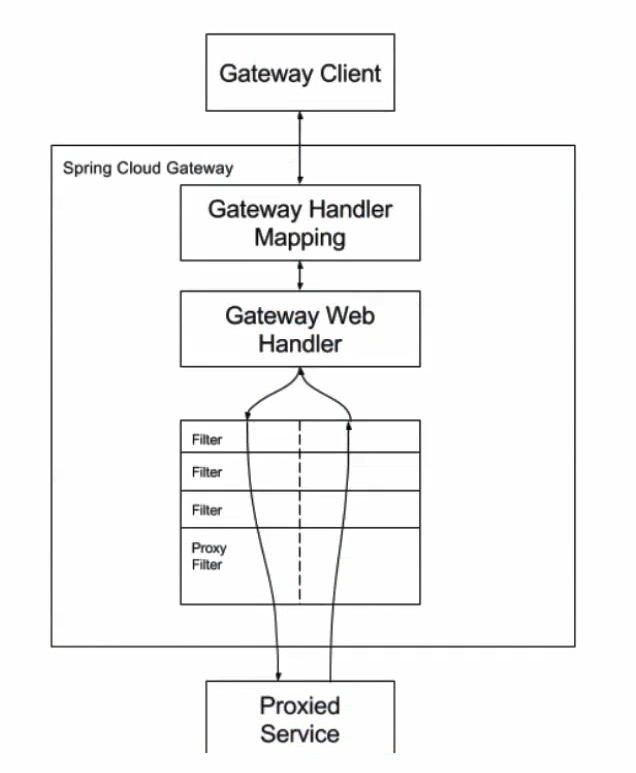 Gateway Client
Spring Cloud Gateway
Gateway Handler
Mapping
Gateway Web
Handler
Filter
Filter
Filter
Proxy
Filter
Proxied
Service